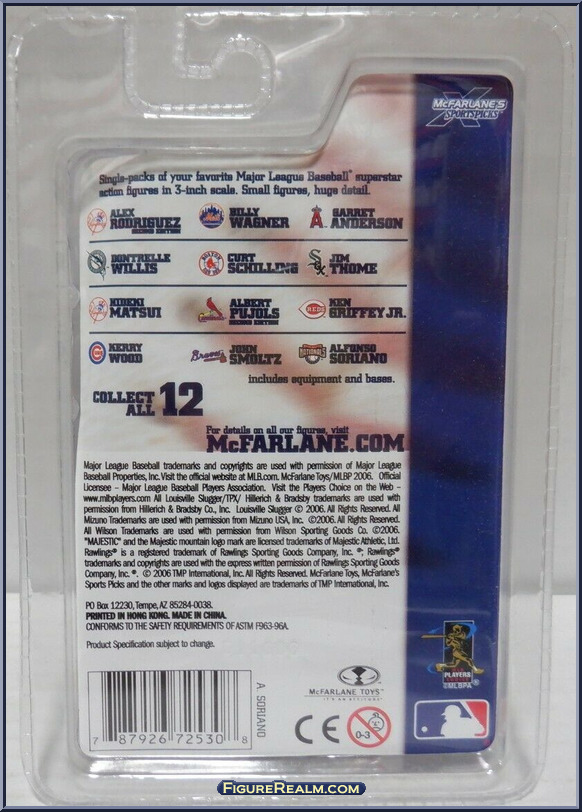 McFARLANE'S
SPORTSPICKS
Single-packs of your favorite Major League Baseball® superstar
action figures in 3-inch scale. Small figures, huge detail.
ALEX RODRIGUEZ SECOND EDITION
BILLY WAGNER
GARRET ANDERSON
DONTRELLE WILLIS
CURT SCHILLING
JIM THOME
HIDEKI MATSUI
ALBERT PUJOLS SECOND EDITION
KEN GRIFFEY JR.
KERRY WOOD
JOHN SMOLTZ
ALFONSO SORIANO
includes equipment and bases.
COLLECT ALL 12
For details on all our figures, visit
McFARLANE.COM
Major League Baseball trademarks and copyrights are used with permission of Major League
Baseball Properties, Inc. Visit the official website at MLB.com. McFarlane Toys/MLBP 2006. Official
Licensee – Major League Baseball Players Association. Visit the Players Choice on the Web –
www.mlbplayers.com All Louisville Slugger/TPX/ Hillerich & Bradsby trademarks are used with
permission from Hillerich & Bradsby Co., Inc. Louisville Slugger © 2006. All Rights Reserved. All
Mizuno Trademarks are used with permission from Mizuno USA, Inc. ©2006. All Rights Reserved.
All Wilson Trademarks are used with permission from Wilson Sporting Goods Co. ©2006.
"MAJESTIC" and the Majestic mountain logo mark are licensed trademarks of Majestic Athletic, Ltd.
Rawlings® is a registered trademark of Rawlings Sporting Goods Company, Inc. ®; Rawlings®
trademarks and copyrights are used with the express written permission of Rawlings Sporting Goods
Company, Inc. ®. © 2006 TMP International, Inc. All Rights Reserved. McFarlane Toys, McFarlane's
Sports Picks and the other marks and logos displayed are trademarks of TMP International, Inc.
PO Box 12230, Tempe, AZ 85284-0038.
PRINTED IN HONG KONG. MADE IN CHINA.
CONFORMS TO THE SAFETY REQUIREMENTS OF ASTM F963-96A.
Product Specification subject to change.
7 87926 72530 8
A. SORIANO
McFARLANE TOYS™
IT'S AN ATTITUDE™
CE
0-3
PLAYERS
©MLBPA®
FIGUREREALM.COM